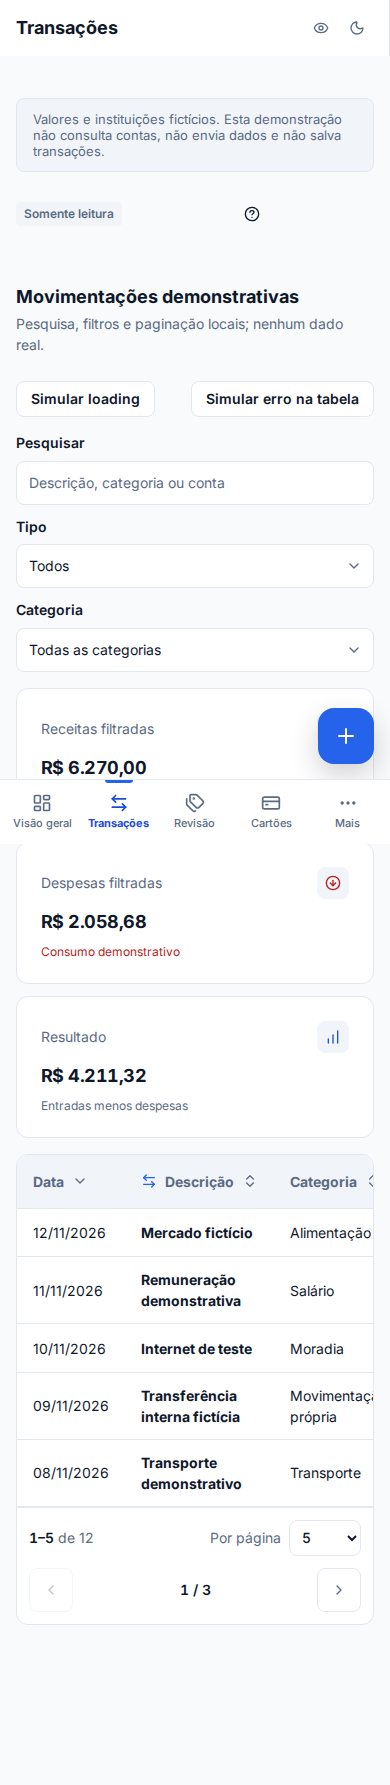 Transações
Valores e instituições fictícios. Esta demonstração
não consulta contas, não envia dados e não salva
transações.
Somente leitura
Movimentações demonstrativas
Pesquisa, filtros e paginação locais; nenhum dado
real.
Simular loading
Simular erro na tabela
Pesquisar
Descrição, categoria ou conta
Tipo
Todos
Categoria
Todas as categorias
Receitas filtradas
R$ 6.270,00
Visão geral
Transações
Revisão
Cartões
Mais
Despesas filtradas
R$ 2.058,68
Consumo demonstrativo
Resultado
R$ 4.211,32
Entradas menos despesas
Data Descrição Categoria
12/11/2026 Mercado fictício Alimentação
11/11/2026 Remuneração demonstrativa Salário
10/11/2026 Internet de teste Moradia
09/11/2026 Transferência interna fictícia Movimentaç própria
08/11/2026 Transporte demonstrativo Transporte
1–5 de 12 Por página 5
1 / 3